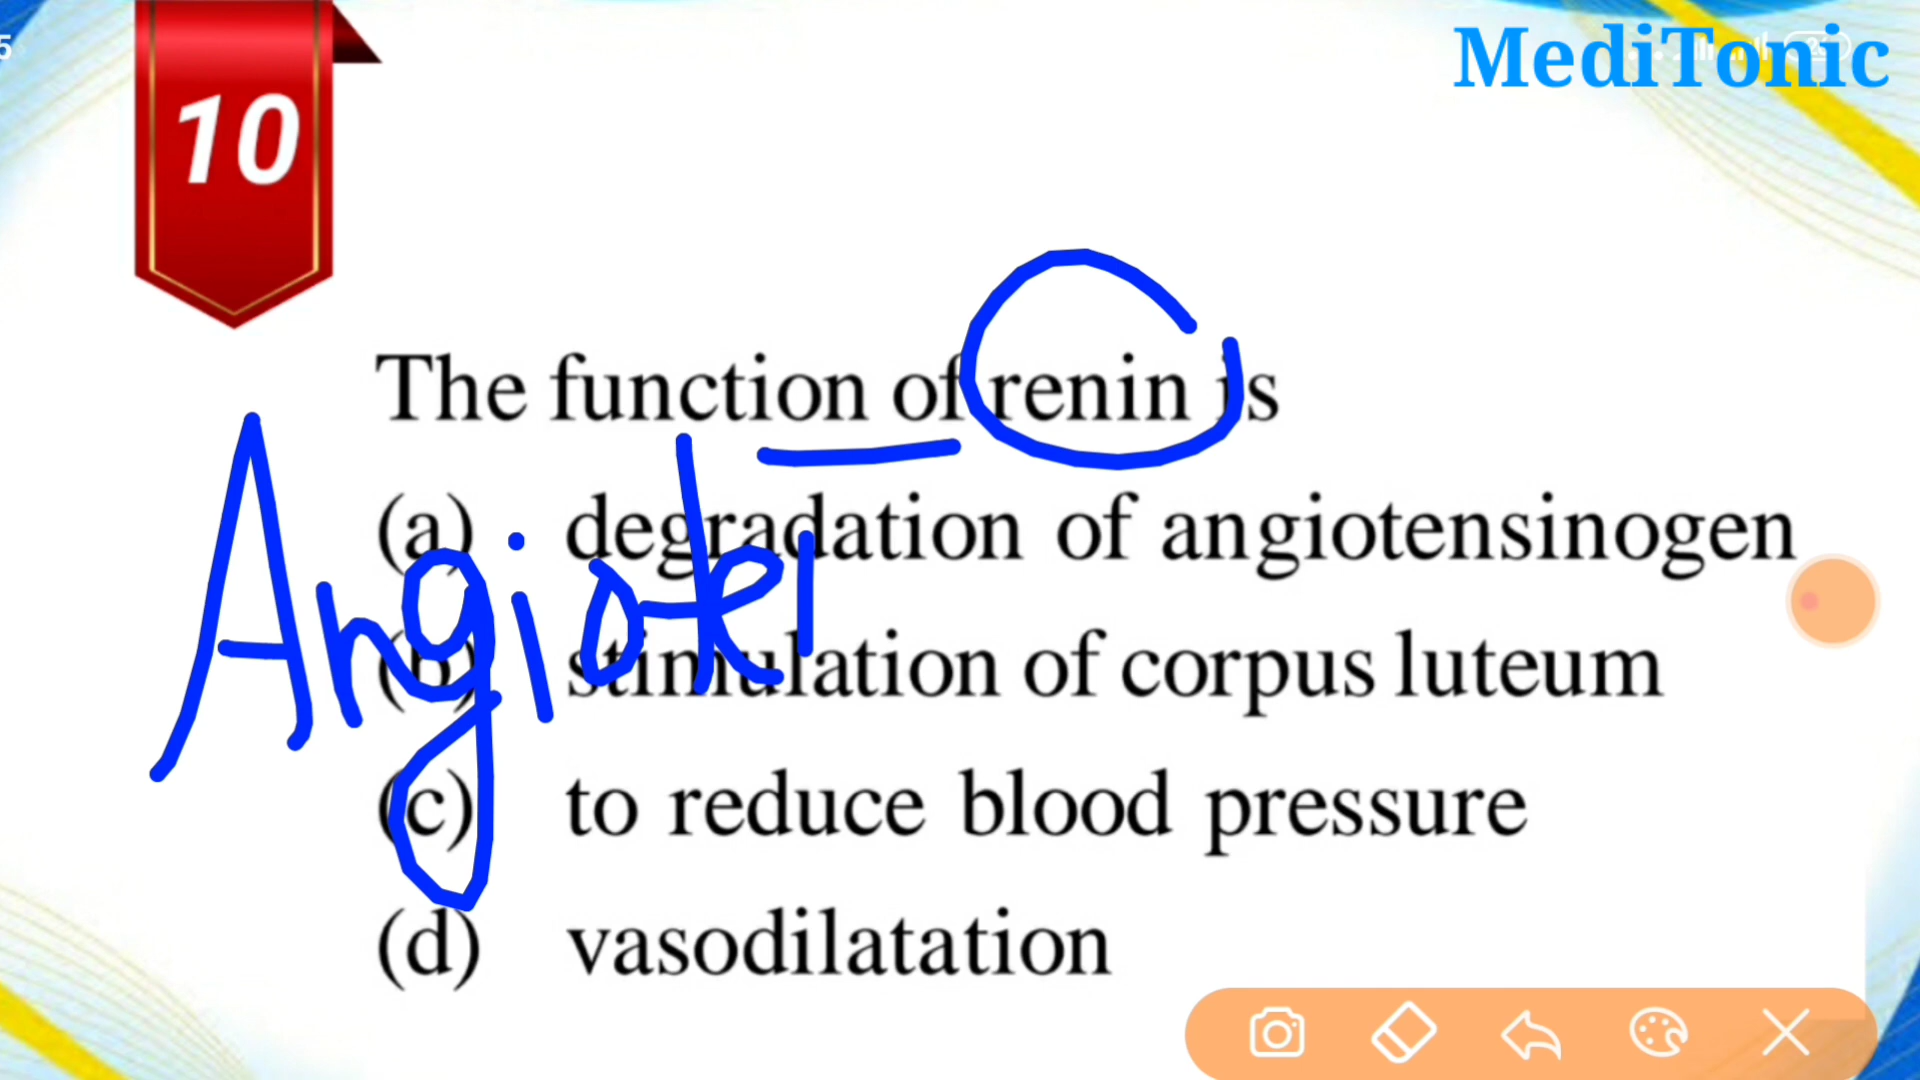 5
MediTonic
10
The function of renin is
(a) degradation of angiotensinogen
(b) stimulation of corpus luteum
(c) to reduce blood pressure
(d) vasodilatation